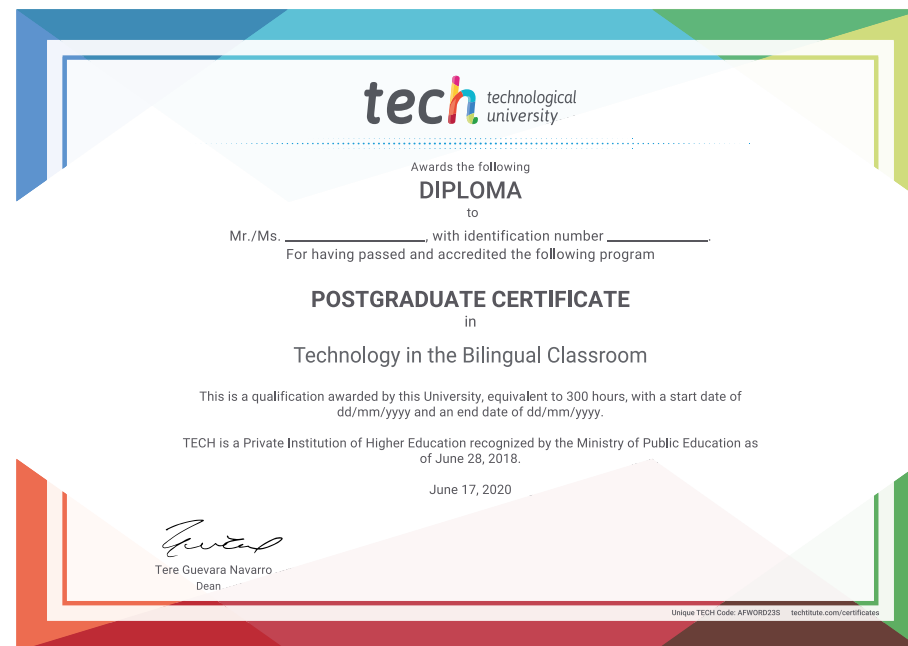 tech technological
university
Awards the following
DIPLOMA
to
Mr./Ms. ____________________, with identification number ______________.
For having passed and accredited the following program
POSTGRADUATE CERTIFICATE
in
Technology in the Bilingual Classroom
This is a qualification awarded by this University, equivalent to 300 hours, with a start date of
dd/mm/yyyy and an end date of dd/mm/yyyy.
TECH is a Private Institution of Higher Education recognized by the Ministry of Public Education as
of June 28, 2018.
June 17, 2020
Tere Guevara Navarro
Dean
Unique TECH Code: AFWORD23S techtitute.com/certificates